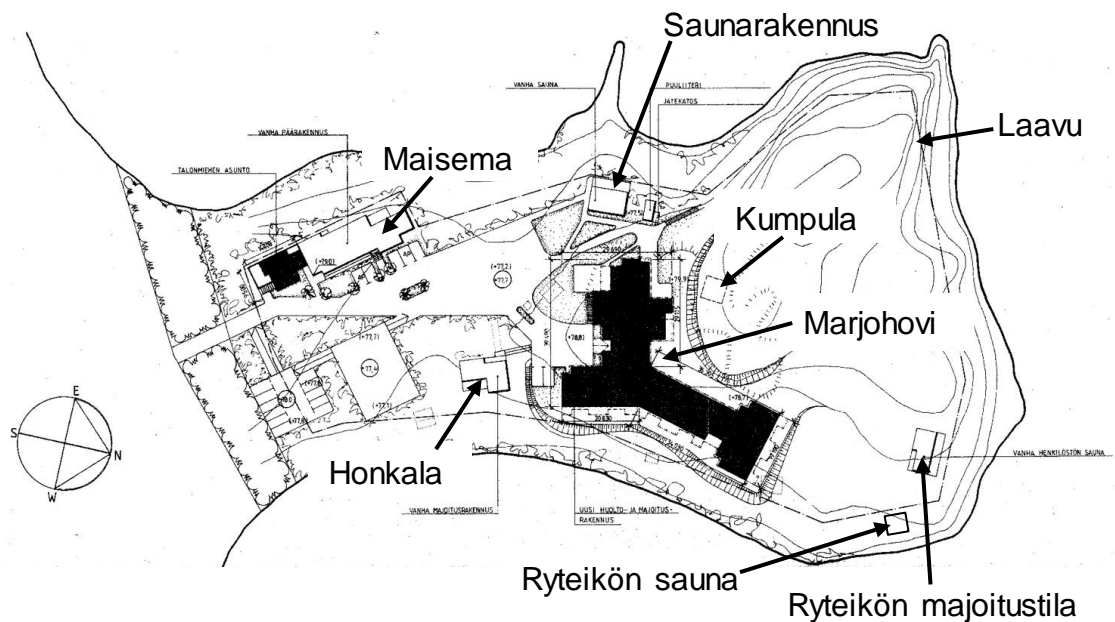 Saunarakennus
VANHA SAUNA
PUULIITERI
JÄTEKATOS
VANHA PÄÄRAKENNUS
Laavu
Maisema
TALONMIEHEN ASUNTO
Kumpula
Marjohovi
E
S
N
W
Honkala
VANHA HENKILÖSTÖN SAUNA
VANHA MAJOITUSRAKENNUS
UUSI HUOLTO- JA MAJOITUS-
RAKENNUS
Ryteikön sauna
Ryteikön majoitustila